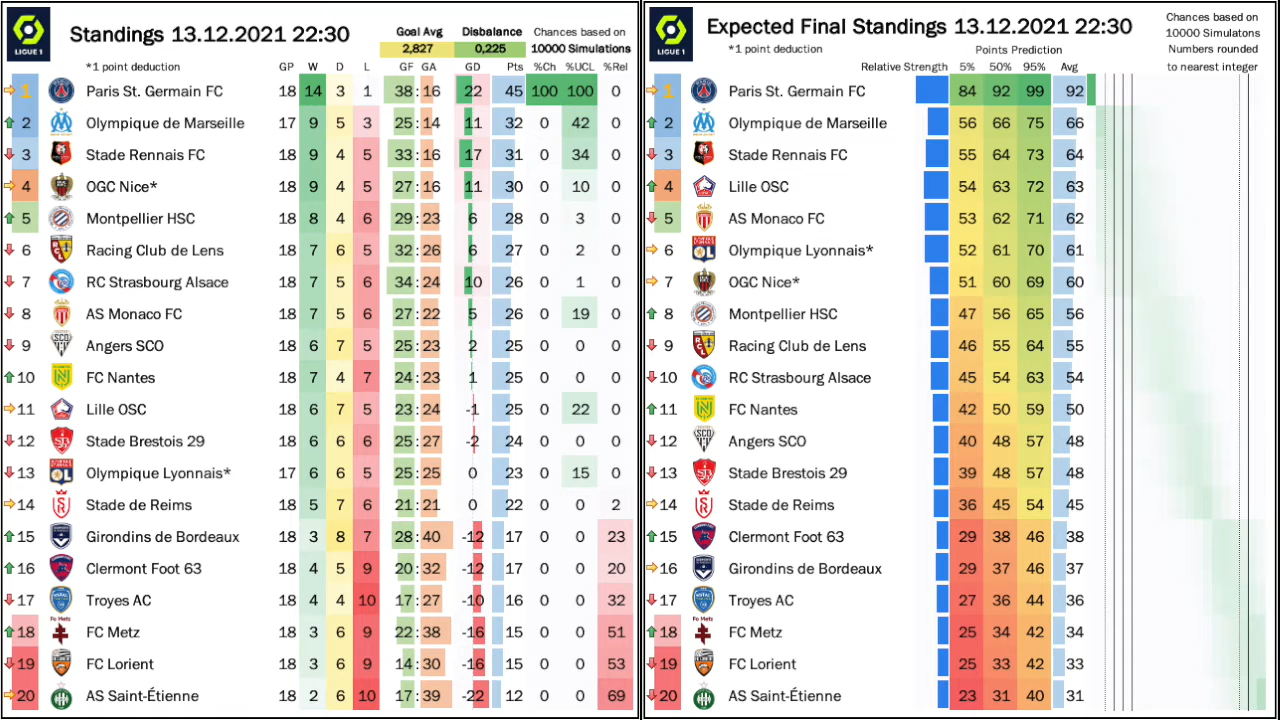 LIGUE 1
Standings 13.12.2021 22:30
Goal Avg Disbalance Chances based on
2,827 0,225 10000 Simulations
*1 point deduction GP W D L GF GA GD Pts %Ch %UCL %Rel
1 Paris St. Germain FC 18 14 3 1 38 : 16 22 45 100 100 0
2 Olympique de Marseille 17 9 5 3 25 : 14 11 32 0 42 0
3 Stade Rennais FC 18 9 4 5 33 : 16 17 31 0 34 0
4 OGC Nice* 18 9 4 5 27 : 16 11 30 0 10 0
5 Montpellier HSC 18 8 4 6 29 : 23 6 28 0 3 0
6 Racing Club de Lens 18 7 6 5 32 : 26 6 27 0 2 0
7 RC Strasbourg Alsace 18 7 5 6 34 : 24 10 26 0 1 0
8 AS Monaco FC 18 7 5 6 27 : 22 5 26 0 19 0
9 Angers SCO 18 6 7 5 25 : 23 2 25 0 0 0
10 FC Nantes 18 7 4 7 24 : 23 1 25 0 0 0
11 Lille OSC 18 6 7 5 23 : 24 -1 25 0 22 0
12 Stade Brestois 29 18 6 6 6 25 : 27 -2 24 0 0 0
13 Olympique Lyonnais* 17 6 6 5 25 : 25 0 23 0 15 0
14 Stade de Reims 18 5 7 6 21 : 21 0 22 0 0 2
15 Girondins de Bordeaux 18 3 8 7 28 : 40 -12 17 0 0 23
16 Clermont Foot 63 18 4 5 9 20 : 32 -12 17 0 0 20
17 Troyes AC 18 4 4 10 17 : 27 -10 16 0 0 32
18 FC Metz 18 3 6 9 22 : 38 -16 15 0 0 51
19 FC Lorient 18 3 6 9 14 : 30 -16 15 0 0 53
20 AS Saint-Étienne 18 2 6 10 17 : 39 -22 12 0 0 69
LIGUE 1
Expected Final Standings 13.12.2021 22:30
Chances based on
10000 Simulatons
Numbers rounded
to nearest integer
*1 point deduction Points Prediction
Relative Strength 5% 50% 95% Avg
1 Paris St. Germain FC 84 92 99 92
2 Olympique de Marseille 56 66 75 66
3 Stade Rennais FC 55 64 73 64
4 Lille OSC 54 63 72 63
5 AS Monaco FC 53 62 71 62
6 Olympique Lyonnais* 52 61 70 61
7 OGC Nice* 51 60 69 60
8 Montpellier HSC 47 56 65 56
9 Racing Club de Lens 46 55 64 55
10 RC Strasbourg Alsace 45 54 63 54
11 FC Nantes 42 50 59 50
12 Angers SCO 40 48 57 48
13 Stade Brestois 29 39 48 57 48
14 Stade de Reims 36 45 54 45
15 Clermont Foot 63 29 38 46 38
16 Girondins de Bordeaux 29 37 46 37
17 Troyes AC 27 36 44 36
18 FC Metz 25 34 42 34
19 FC Lorient 25 33 42 33
20 AS Saint-Étienne 23 31 40 31